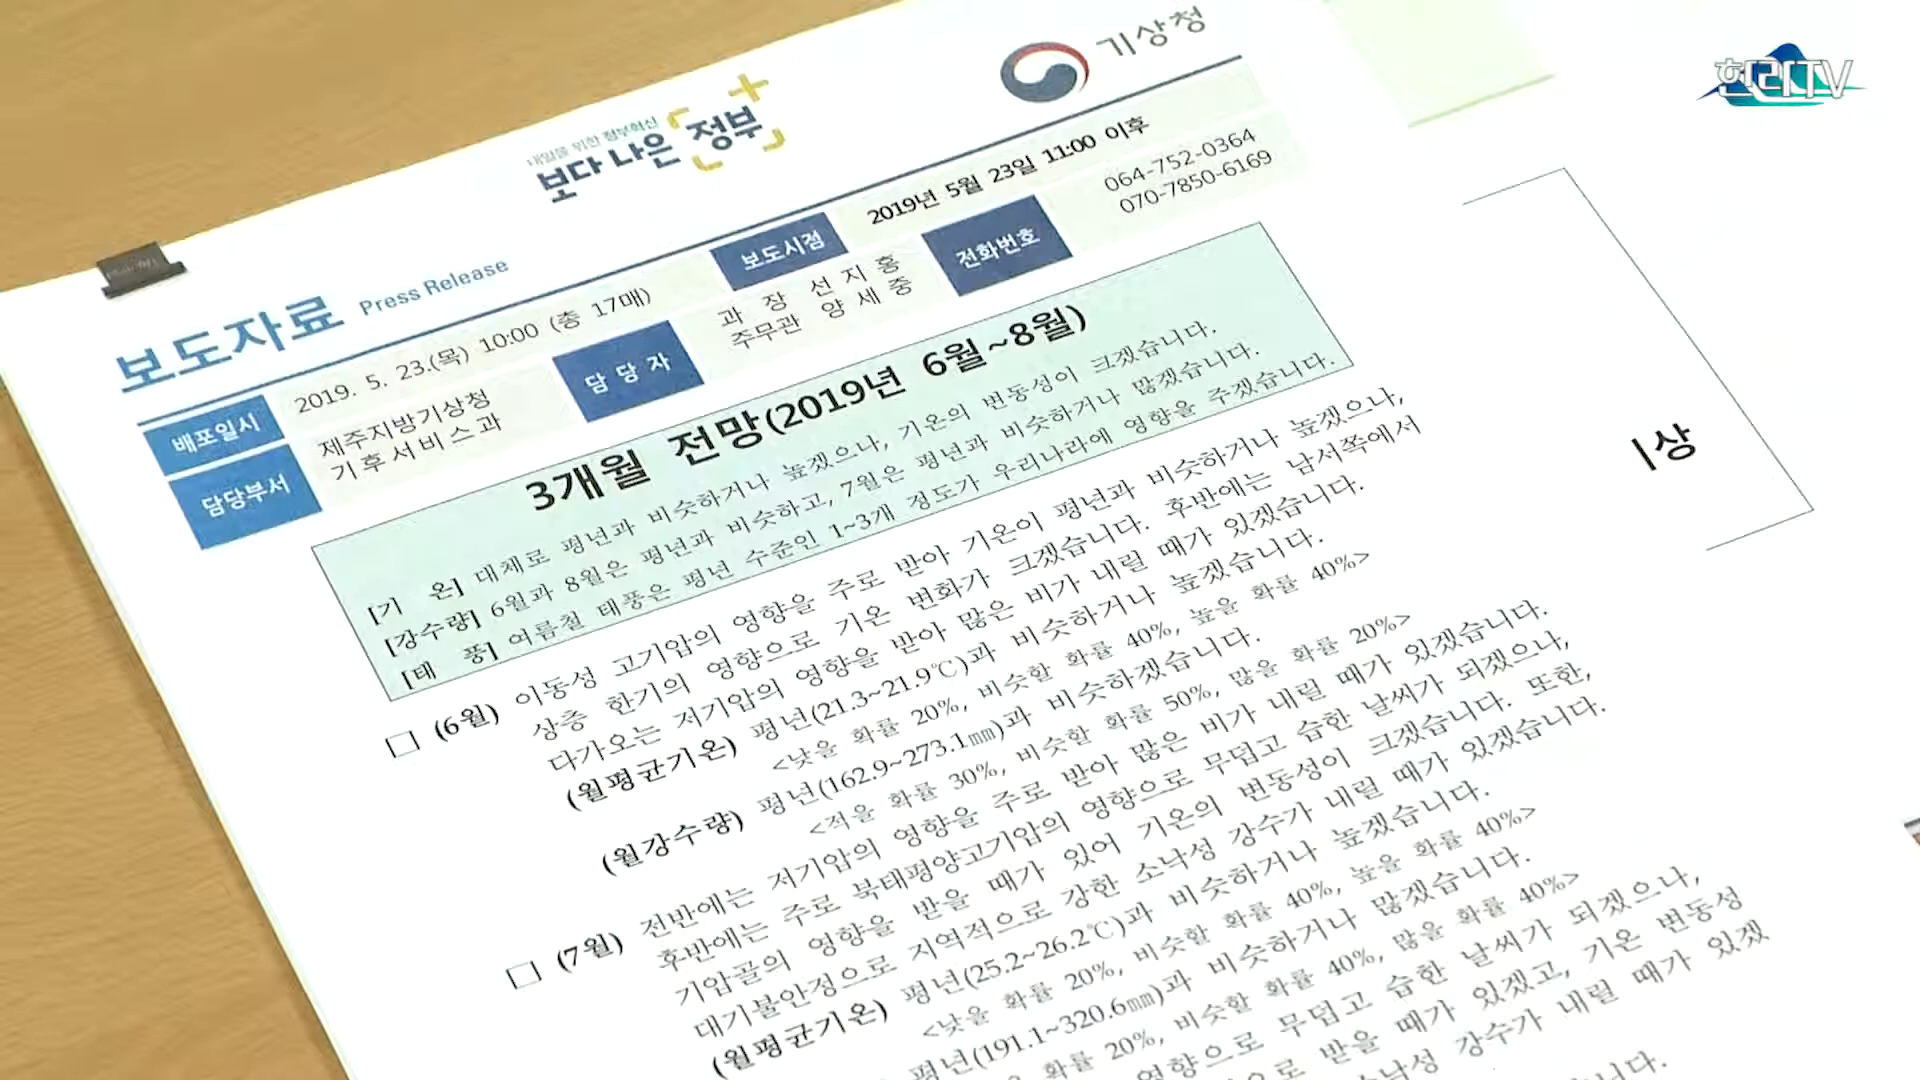 한라TV
기상청
내일을 위한 정부혁신
보다 나은 정부
보도자료 Press Release
배포일시 2019. 5. 23.(목) 10:00 (총 17매)
보도시점 2019년 5월 23일 11:00 이후
담당부서 제주지방기상청
기후서비스과
담당자 과 장 선 지 홍
주무관 양 세 중
전화번호 064-752-0364
070-7850-6169
3개월 전망(2019년 6월~8월)
[기 온] 대체로 평년과 비슷하거나 높겠으나, 기온의 변동성이 크겠습니다.
[강수량] 6월과 8월은 평년과 비슷하고, 7월은 평년과 비슷하거나 많겠습니다.
[태 풍] 여름철 태풍은 평년 수준인 1~3개 정도가 우리나라에 영향을 주겠습니다.
□ (6월) 이동성 고기압의 영향을 주로 받아 기온이 평년과 비슷하거나 높겠으나,
상층 한기의 영향으로 기온 변화가 크겠습니다. 후반에는 남서쪽에서
다가오는 저기압의 영향을 받아 많은 비가 내릴 때가 있겠습니다.
(월평균기온) 평년(21.3~21.9℃)과 비슷하거나 높겠습니다.
<낮을 확률 20%, 비슷할 확률 40%, 높을 확률 40%>
(월강수량) 평년(162.9~273.1㎜)과 비슷하겠습니다.
<적을 확률 30%, 비슷할 확률 50%, 많을 확률 20%>
□ (7월) 전반에는 저기압의 영향을 주로 받아 많은 비가 내릴 때가 있겠습니다.
후반에는 주로 북태평양고기압의 영향으로 무덥고 습한 날씨가 되겠으나,
기압골의 영향을 받을 때가 있어 기온의 변동성이 크겠습니다. 또한,
대기불안정으로 지역적으로 강한 소낙성 강수가 내릴 때가 있겠습니다.
(월평균기온) 평년(25.2~26.2℃)과 비슷하거나 높겠습니다.
<낮을 확률 20%, 비슷할 확률 40%, 높을 확률 40%>
평년(191.1~320.6㎜)과 비슷하거나 많겠습니다.
확률 20%, 비슷할 확률 40%, 많을 확률 40%>
영향으로 무덥고 습한 날씨가 되겠으나,
으로 받을 때가 있겠고, 기온 변동성
소낙성 강수가 내릴 때가 있겠
상